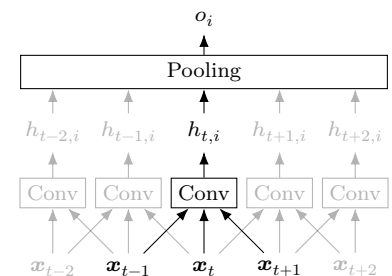 o_i
Pooling
h_{t−2,i} h_{t−1,i} h_{t,i} h_{t+1,i} h_{t+2,i}
Conv Conv Conv Conv Conv
x_{t−2} x_{t−1} x_t x_{t+1} x_{t+2}